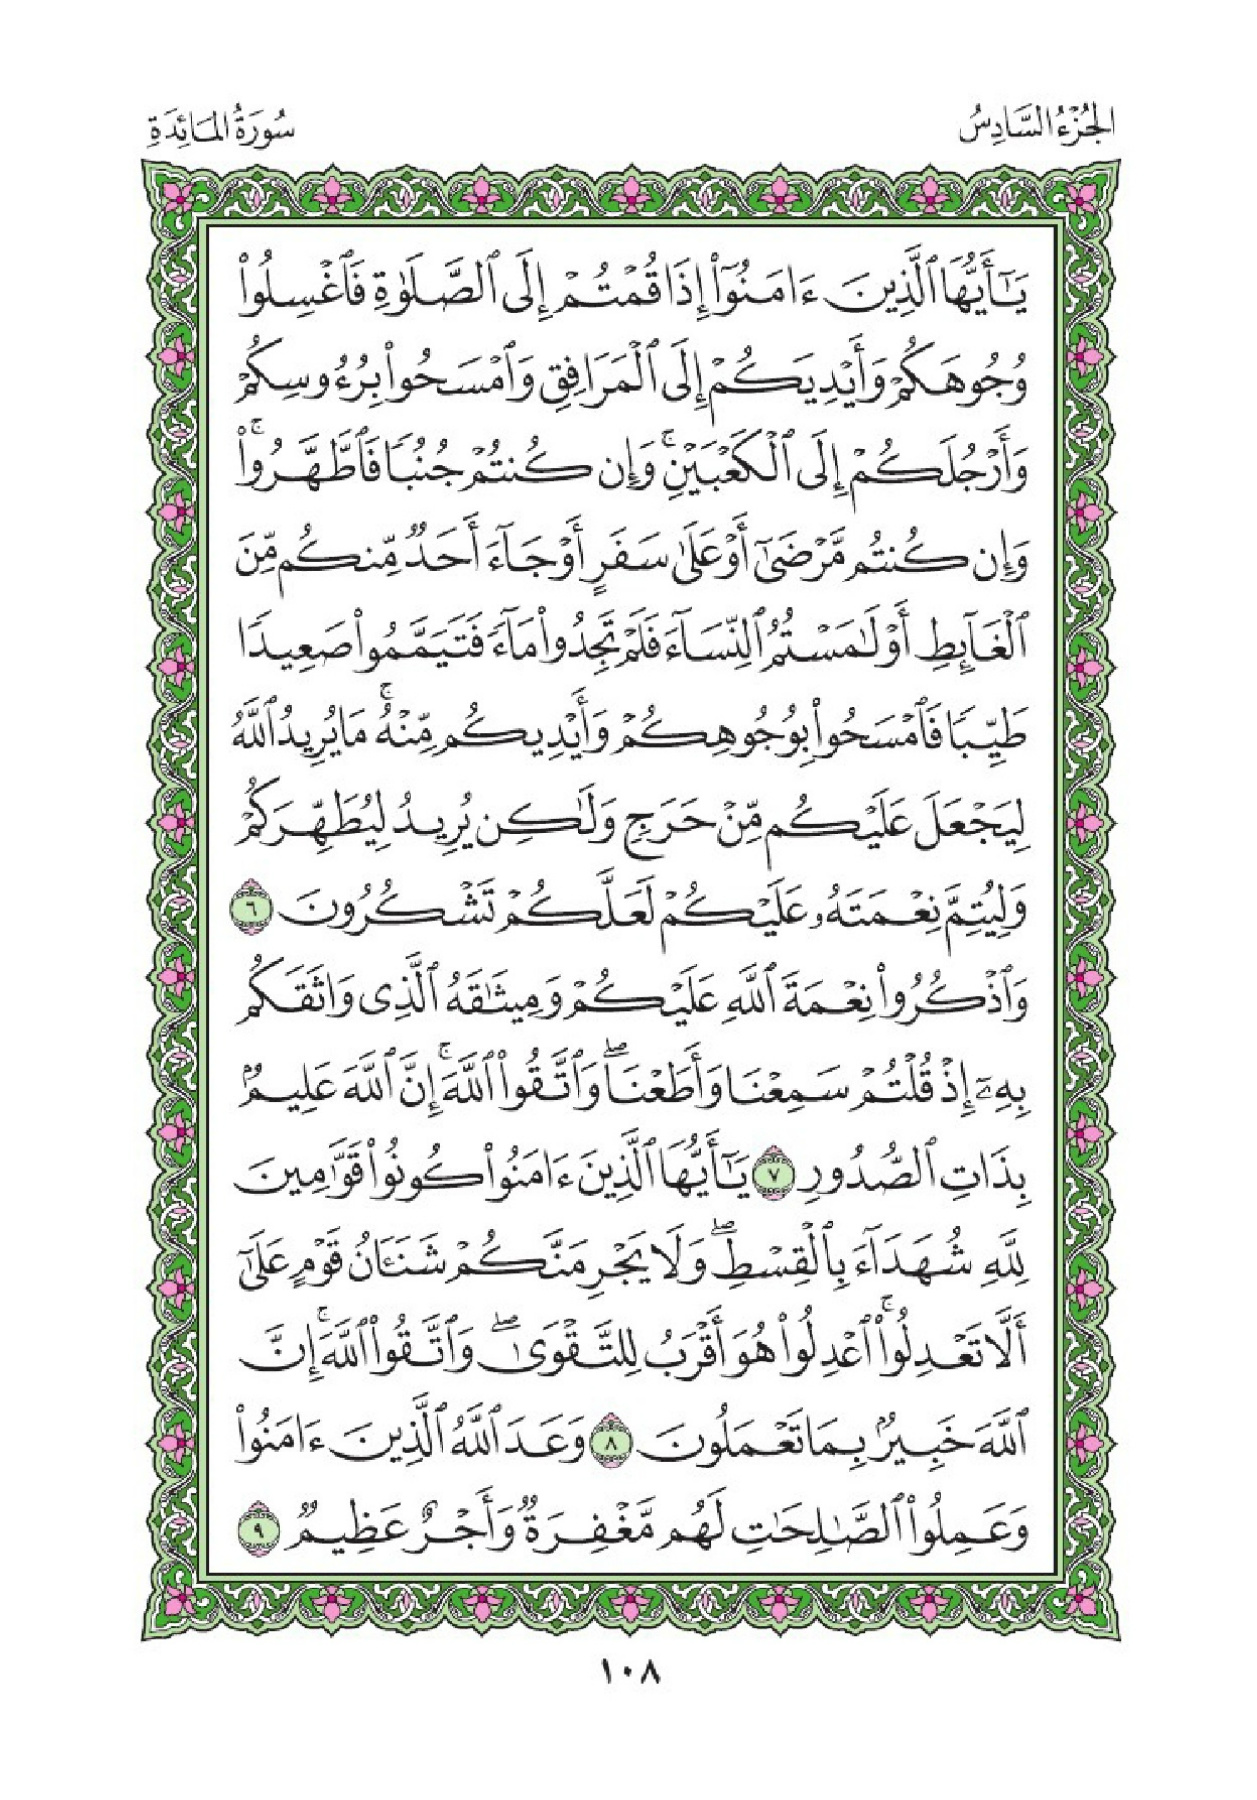 الجُزْءُ السَّادِسُ
سُورَةُ المَائِدَةِ
يَـٰٓأَيُّهَا ٱلَّذِينَ ءَامَنُوٓا۟ إِذَا قُمْتُمْ إِلَى ٱلصَّلَوٰةِ فَٱغْسِلُوا۟
وُجُوهَكُمْ وَأَيْدِيَكُمْ إِلَى ٱلْمَرَافِقِ وَٱمْسَحُوا۟ بِرُءُوسِكُمْ
وَأَرْجُلَكُمْ إِلَى ٱلْكَعْبَيْنِ ۚ وَإِن كُنتُمْ جُنُبًا فَٱطَّهَّرُوا۟ ۚ
وَإِن كُنتُم مَّرْضَىٰٓ أَوْ عَلَىٰ سَفَرٍ أَوْ جَآءَ أَحَدٌ مِّنكُم مِّنَ
ٱلْغَآئِطِ أَوْ لَـٰمَسْتُمُ ٱلنِّسَآءَ فَلَمْ تَجِدُوا۟ مَآءً فَتَيَمَّمُوا۟ صَعِيدًا
طَيِّبًا فَٱمْسَحُوا۟ بِوُجُوهِكُمْ وَأَيْدِيكُم مِّنْهُ ۚ مَا يُرِيدُ ٱللَّهُ
لِيَجْعَلَ عَلَيْكُم مِّنْ حَرَجٍ وَلَـٰكِن يُرِيدُ لِيُطَهِّرَكُمْ
وَلِيُتِمَّ نِعْمَتَهُۥ عَلَيْكُمْ لَعَلَّكُمْ تَشْكُرُونَ ٦
وَٱذْكُرُوا۟ نِعْمَةَ ٱللَّهِ عَلَيْكُمْ وَمِيثَـٰقَهُ ٱلَّذِى وَاثَقَكُم
بِهِۦٓ إِذْ قُلْتُمْ سَمِعْنَا وَأَطَعْنَا ۖ وَٱتَّقُوا۟ ٱللَّهَ ۚ إِنَّ ٱللَّهَ عَلِيمٌۢ
بِذَاتِ ٱلصُّدُورِ ٧ يَـٰٓأَيُّهَا ٱلَّذِينَ ءَامَنُوا۟ كُونُوا۟ قَوَّٰمِينَ
لِلَّهِ شُهَدَآءَ بِٱلْقِسْطِ ۖ وَلَا يَجْرِمَنَّكُمْ شَنَـَٔانُ قَوْمٍ عَلَىٰٓ
أَلَّا تَعْدِلُوا۟ ۚ ٱعْدِلُوا۟ هُوَ أَقْرَبُ لِلتَّقْوَىٰ ۖ وَٱتَّقُوا۟ ٱللَّهَ ۚ إِنَّ
ٱللَّهَ خَبِيرٌۢ بِمَا تَعْمَلُونَ ٨ وَعَدَ ٱللَّهُ ٱلَّذِينَ ءَامَنُوا۟
وَعَمِلُوا۟ ٱلصَّـٰلِحَـٰتِ لَهُم مَّغْفِرَةٌ وَأَجْرٌ عَظِيمٌ ٩
١٠٨